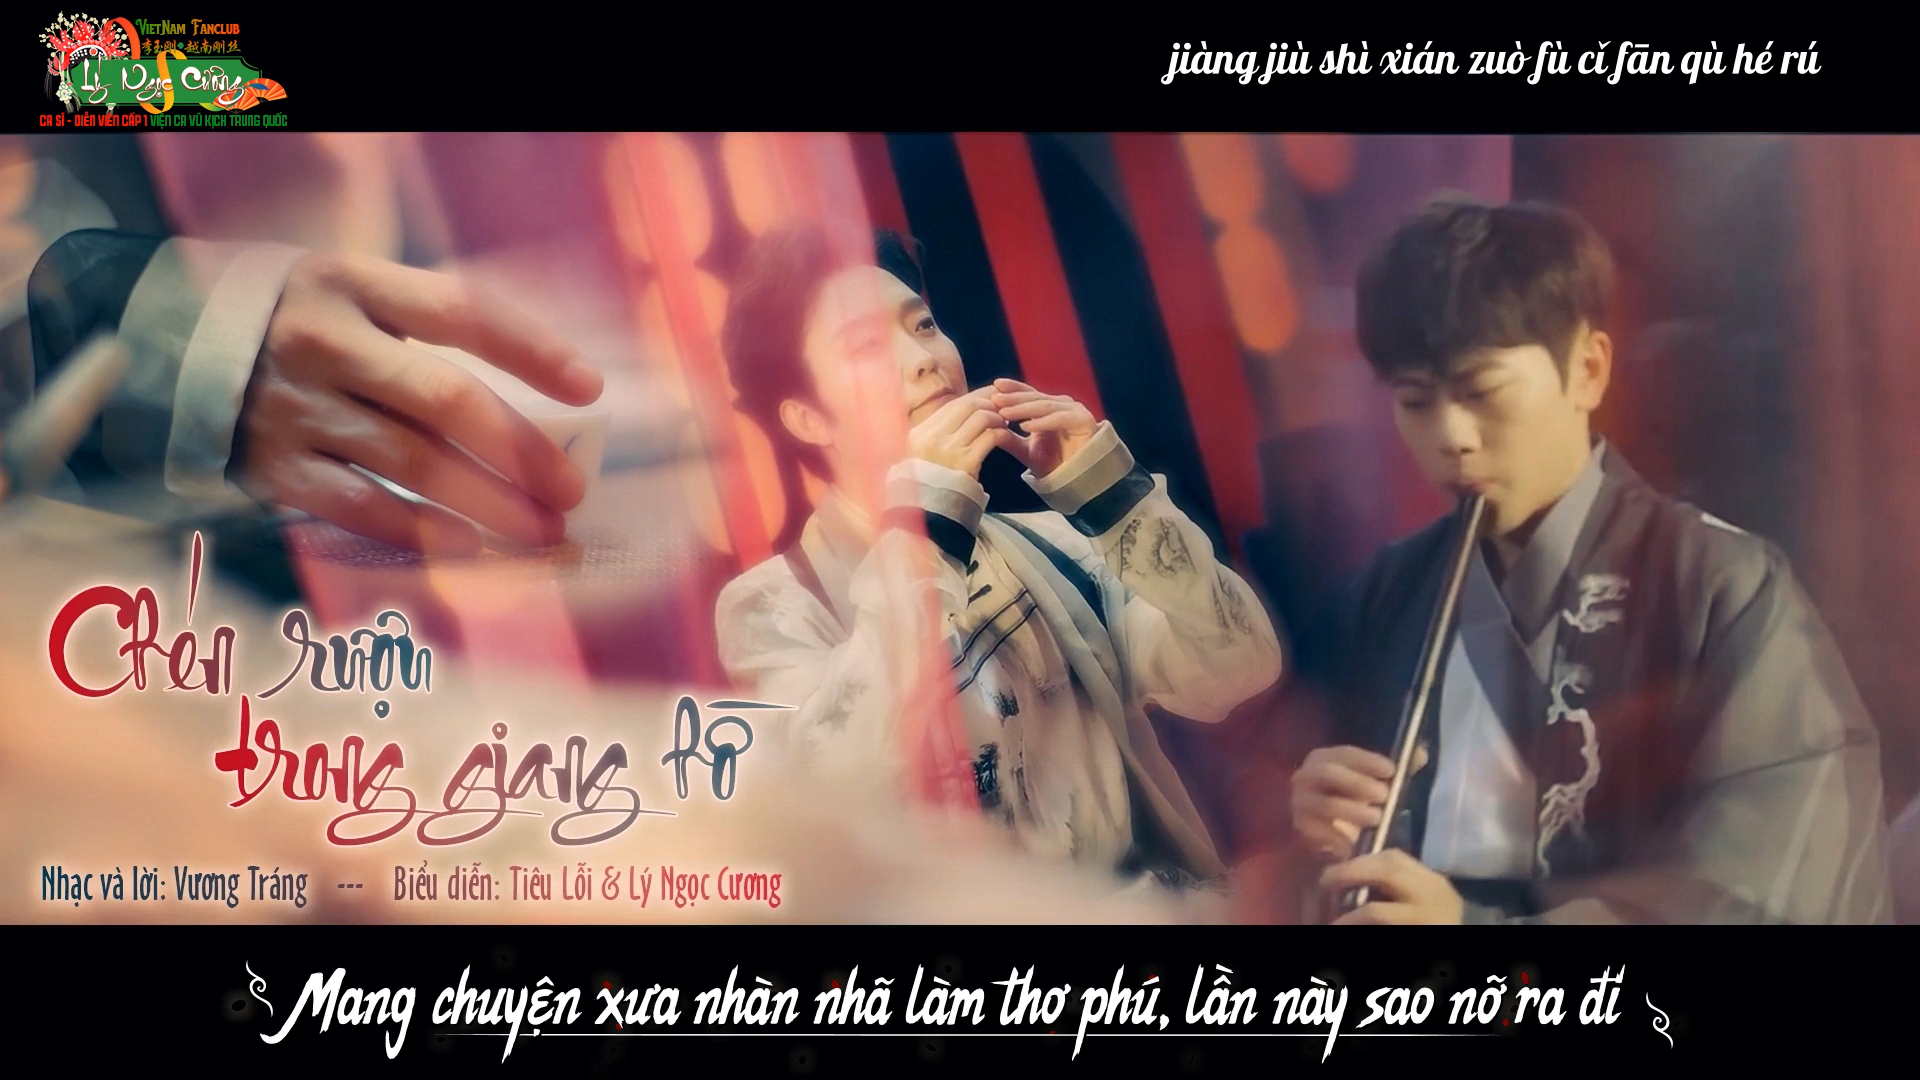 VietNam Fanclub
李玉刚•越南刚丝
Lý Ngọc Cương
CA SĨ - DIỄN VIÊN CẤP 1 VIỆN CA VŨ KỊCH TRUNG QUỐC
jiàng jiù shì xián zuò fù cǐ fān qù hé rú
Chén rượu
trong giang hồ
Nhạc và lời: Vương Tráng --- Biểu diễn: Tiêu Lỗi & Lý Ngọc Cương
Mang chuyện xưa nhàn nhã làm thơ phú, lần này sao nỡ ra đi